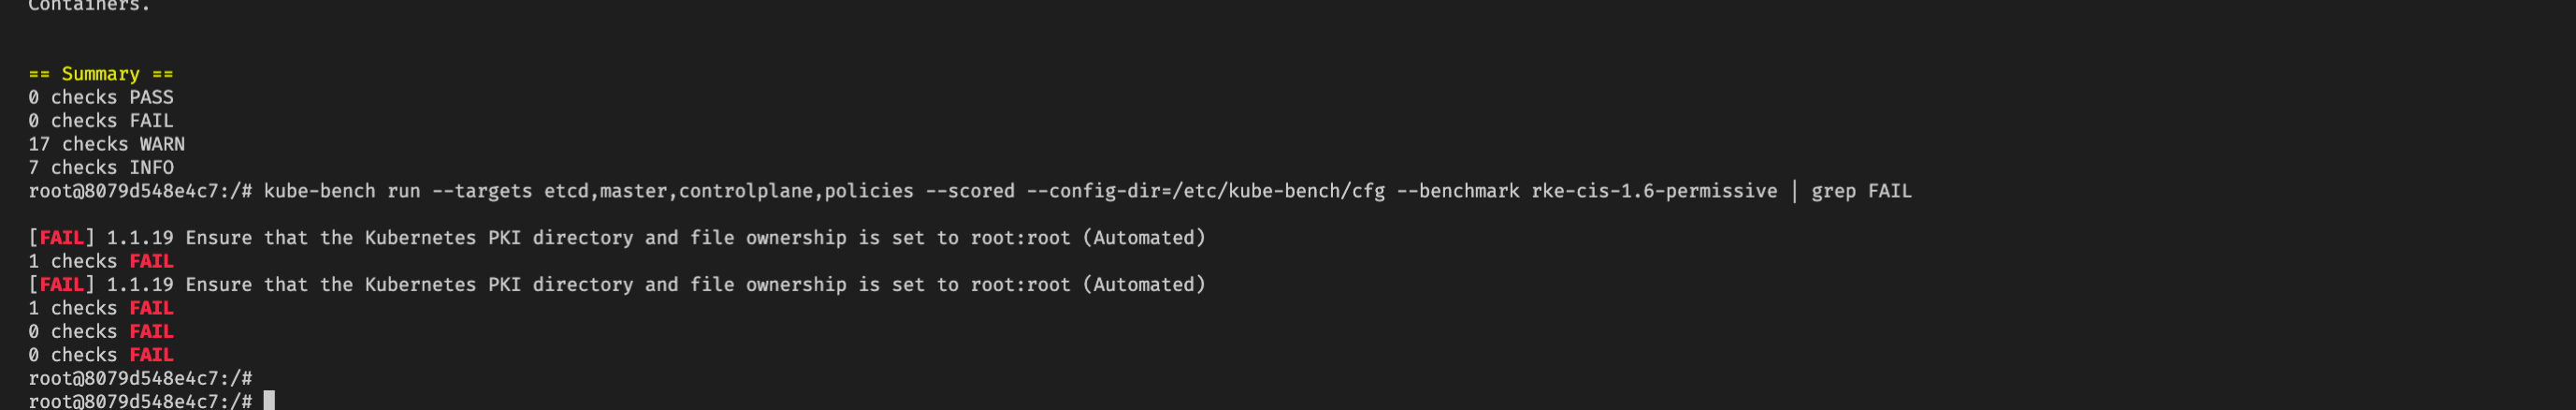 Containers.
== Summary ==
0 checks PASS
0 checks FAIL
17 checks WARN
7 checks INFO
root@8079d548e4c7:/# kube-bench run --targets etcd,master,controlplane,policies --scored --config-dir=/etc/kube-bench/cfg --benchmark rke-cis-1.6-permissive | grep FAIL
[FAIL] 1.1.19 Ensure that the Kubernetes PKI directory and file ownership is set to root:root (Automated)
1 checks FAIL
[FAIL] 1.1.19 Ensure that the Kubernetes PKI directory and file ownership is set to root:root (Automated)
1 checks FAIL
0 checks FAIL
0 checks FAIL
root@8079d548e4c7:/#
root@8079d548e4c7:/#